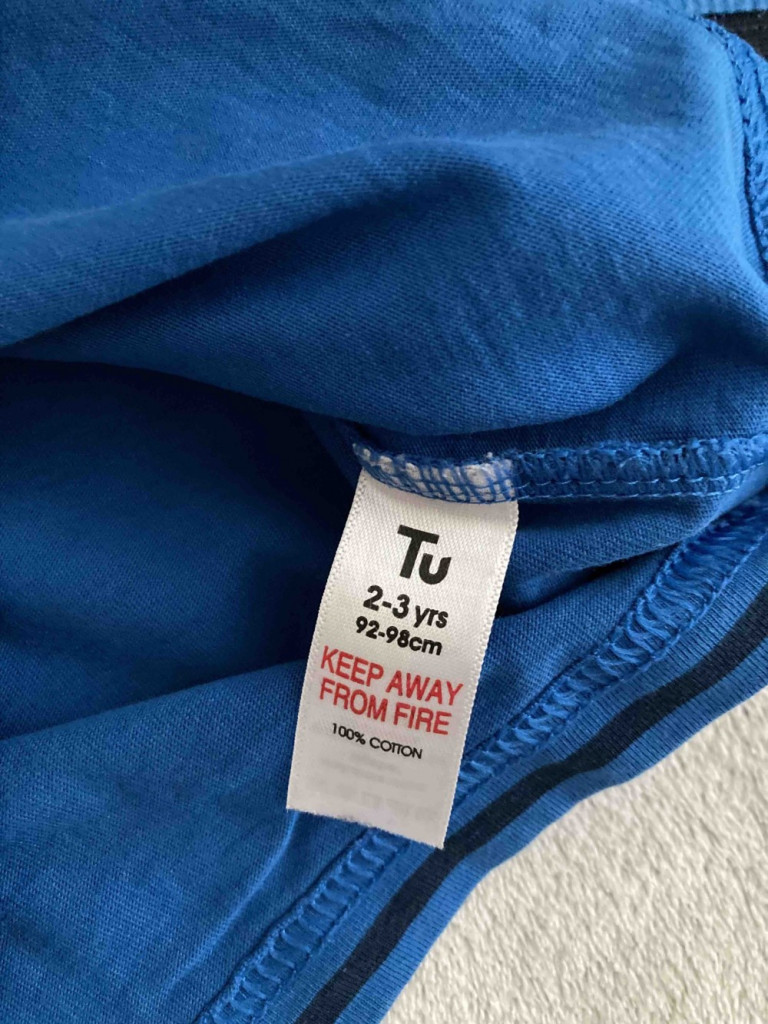 Tu
2-3 yrs
92-98cm
KEEP AWAY
FROM FIRE
100% COTTON